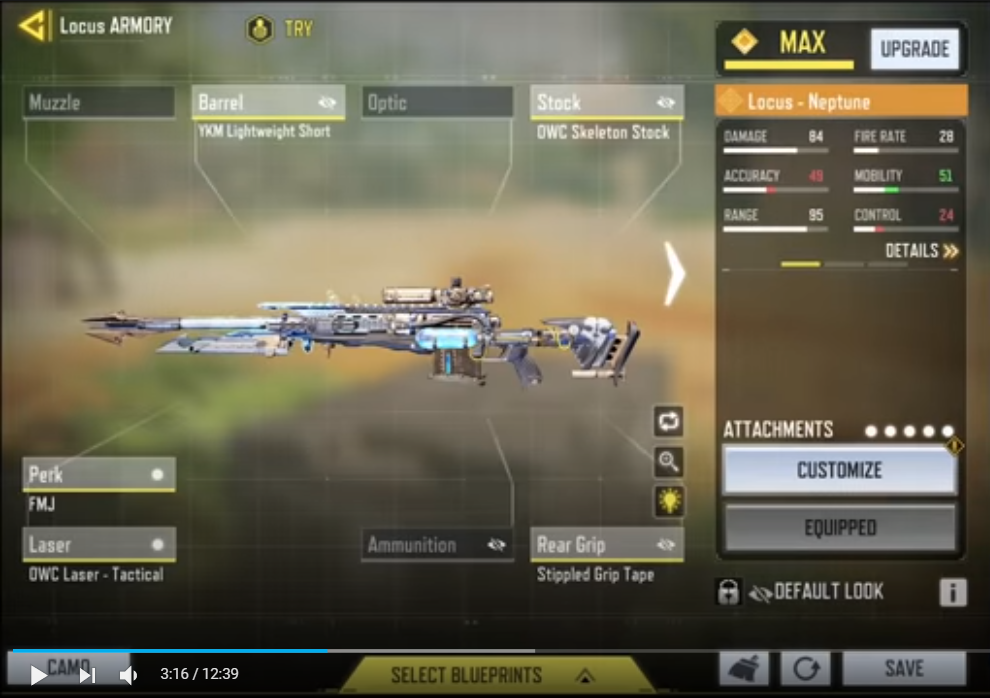 Locus ARMORY
TRY
MAX
UPGRADE
Locus - Neptune
Muzzle
Barrel
Optic
Stock
YKM Lightweight Short
OWC Skeleton Stock
DAMAGE 84 FIRE RATE 28
ACCURACY 49 MOBILITY 51
RANGE 95 CONTROL 24
DETAILS
ATTACHMENTS
CUSTOMIZE
EQUIPPED
Perk
FMJ
Laser
OWC Laser - Tactical
Ammunition
Rear Grip
Stippled Grip Tape
DEFAULT LOOK
i
CAMO
3:16 / 12:39
SELECT BLUEPRINTS
SAVE